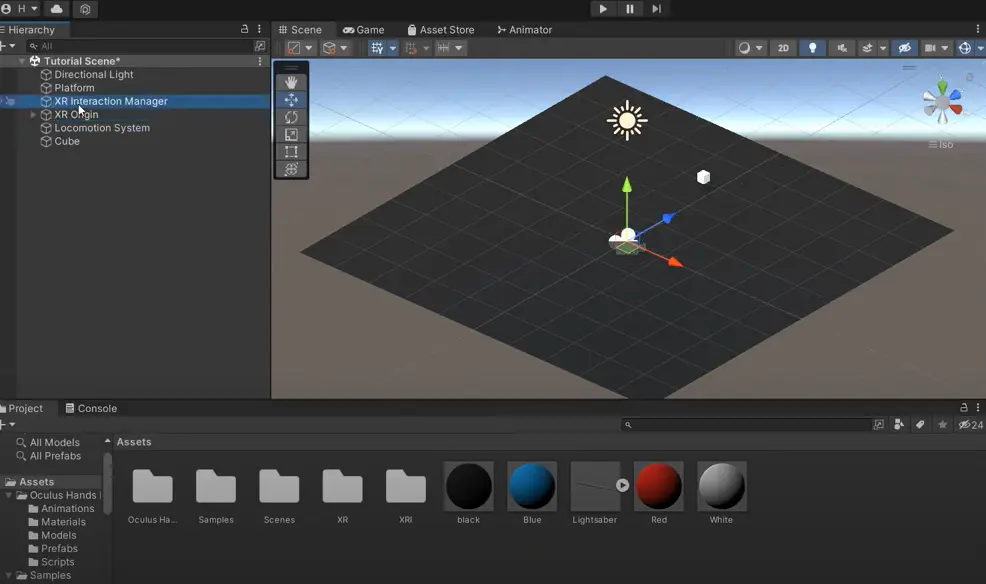 H
Hierarchy
Scene
Game
Asset Store
Animator
All
2D
Tutorial Scene*
Directional Light
Platform
XR Interaction Manager
XR Origin
Locomotion System
Cube
Iso
Project
Console
24
All Models
All Prefabs
Assets
Assets
Oculus Hands
Animations
Materials
Models
Prefabs
Scripts
Samples
Oculus Ha...
Samples
Scenes
XR
XRI
black
Blue
Lightsaber
Red
White